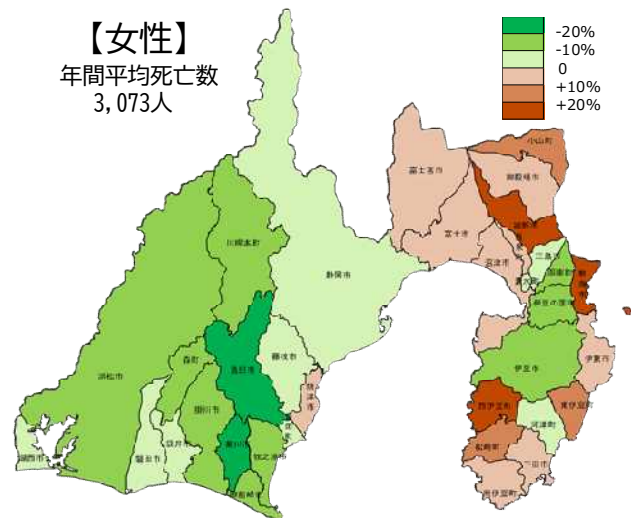 【女性】
年間平均死亡数
3,073人
-20%
-10%
0
+10%
+20%
小山町
御殿場市
富士宮市
裾野市
富士市
沼津市
三島市
函南町
川根本町
静岡市
伊豆の国市
浜松市
森町
島田市
藤枝市
焼津市
伊豆市
伊東市
掛川市
西伊豆町
東伊豆町
河津町
湖西市
磐田市
袋井市
菊川市
牧之原市
松崎町
下田市
御前崎市
南伊豆町